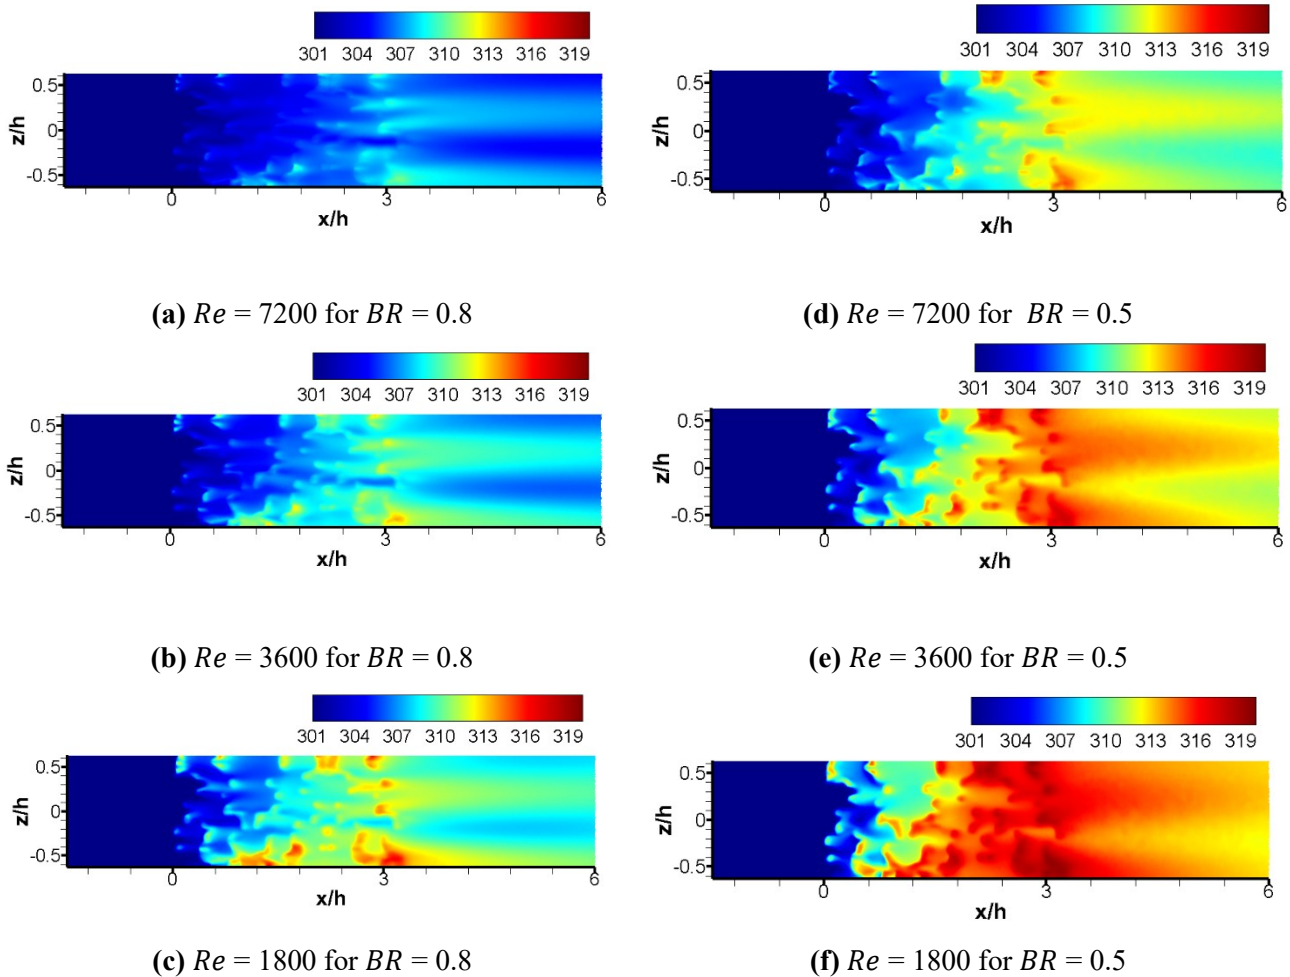 301 304 307 310 313 316 319
0.5
0
-0.5
z/h
0 3 6
x/h
(a) Re = 7200 for BR = 0.8
301 304 307 310 313 316 319
0.5
0
-0.5
z/h
0 3 6
x/h
(d) Re = 7200 for BR = 0.5
301 304 307 310 313 316 319
0.5
0
-0.5
z/h
0 3 6
x/h
(b) Re = 3600 for BR = 0.8
301 304 307 310 313 316 319
0.5
0
-0.5
z/h
0 3 6
x/h
(e) Re = 3600 for BR = 0.5
301 304 307 310 313 316 319
0.5
0
-0.5
z/h
0 3 6
x/h
(c) Re = 1800 for BR = 0.8
301 304 307 310 313 316 319
0.5
0
-0.5
z/h
0 3 6
x/h
(f) Re = 1800 for BR = 0.5